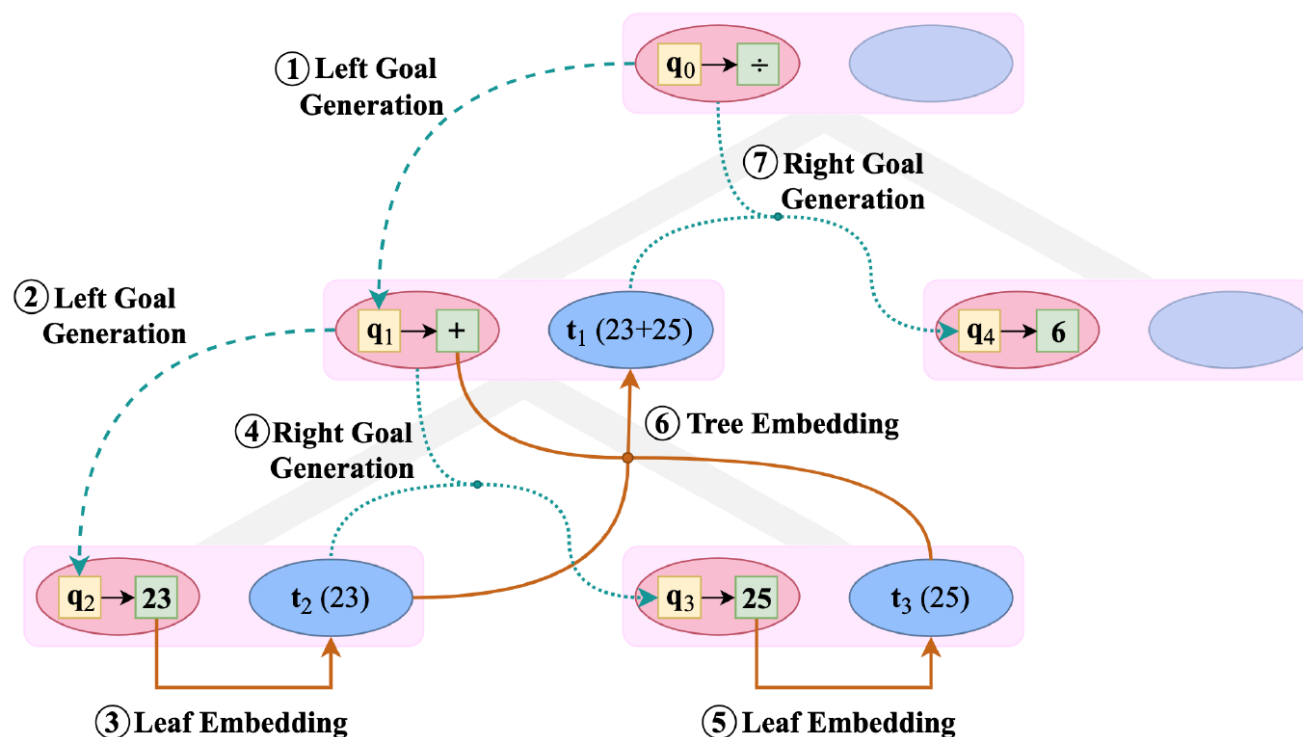 ① Left Goal
Generation
q₀ → ÷
⑦ Right Goal
Generation
② Left Goal
Generation
q₁ → +
t₁ (23+25)
q₄ → 6
④ Right Goal
Generation
⑥ Tree Embedding
q₂ → 23
t₂ (23)
q₃ → 25
t₃ (25)
③ Leaf Embedding
⑤ Leaf Embedding